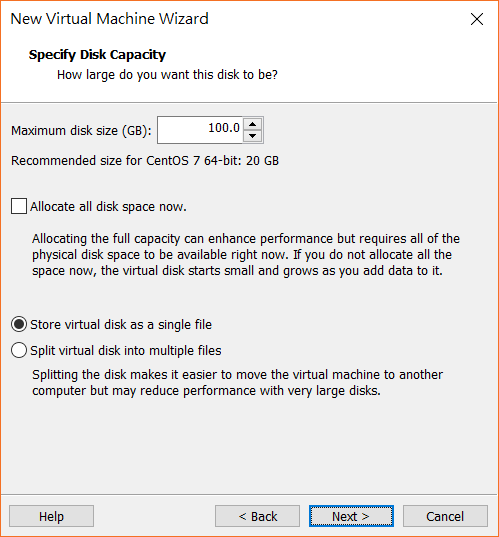 New Virtual Machine Wizard
Specify Disk Capacity
How large do you want this disk to be?
Maximum disk size (GB): 100.0
Recommended size for CentOS 7 64-bit: 20 GB
Allocate all disk space now.
Allocating the full capacity can enhance performance but requires all of the
physical disk space to be available right now. If you do not allocate all the
space now, the virtual disk starts small and grows as you add data to it.
Store virtual disk as a single file
Split virtual disk into multiple files
Splitting the disk makes it easier to move the virtual machine to another
computer but may reduce performance with very large disks.
Help < Back Next > Cancel